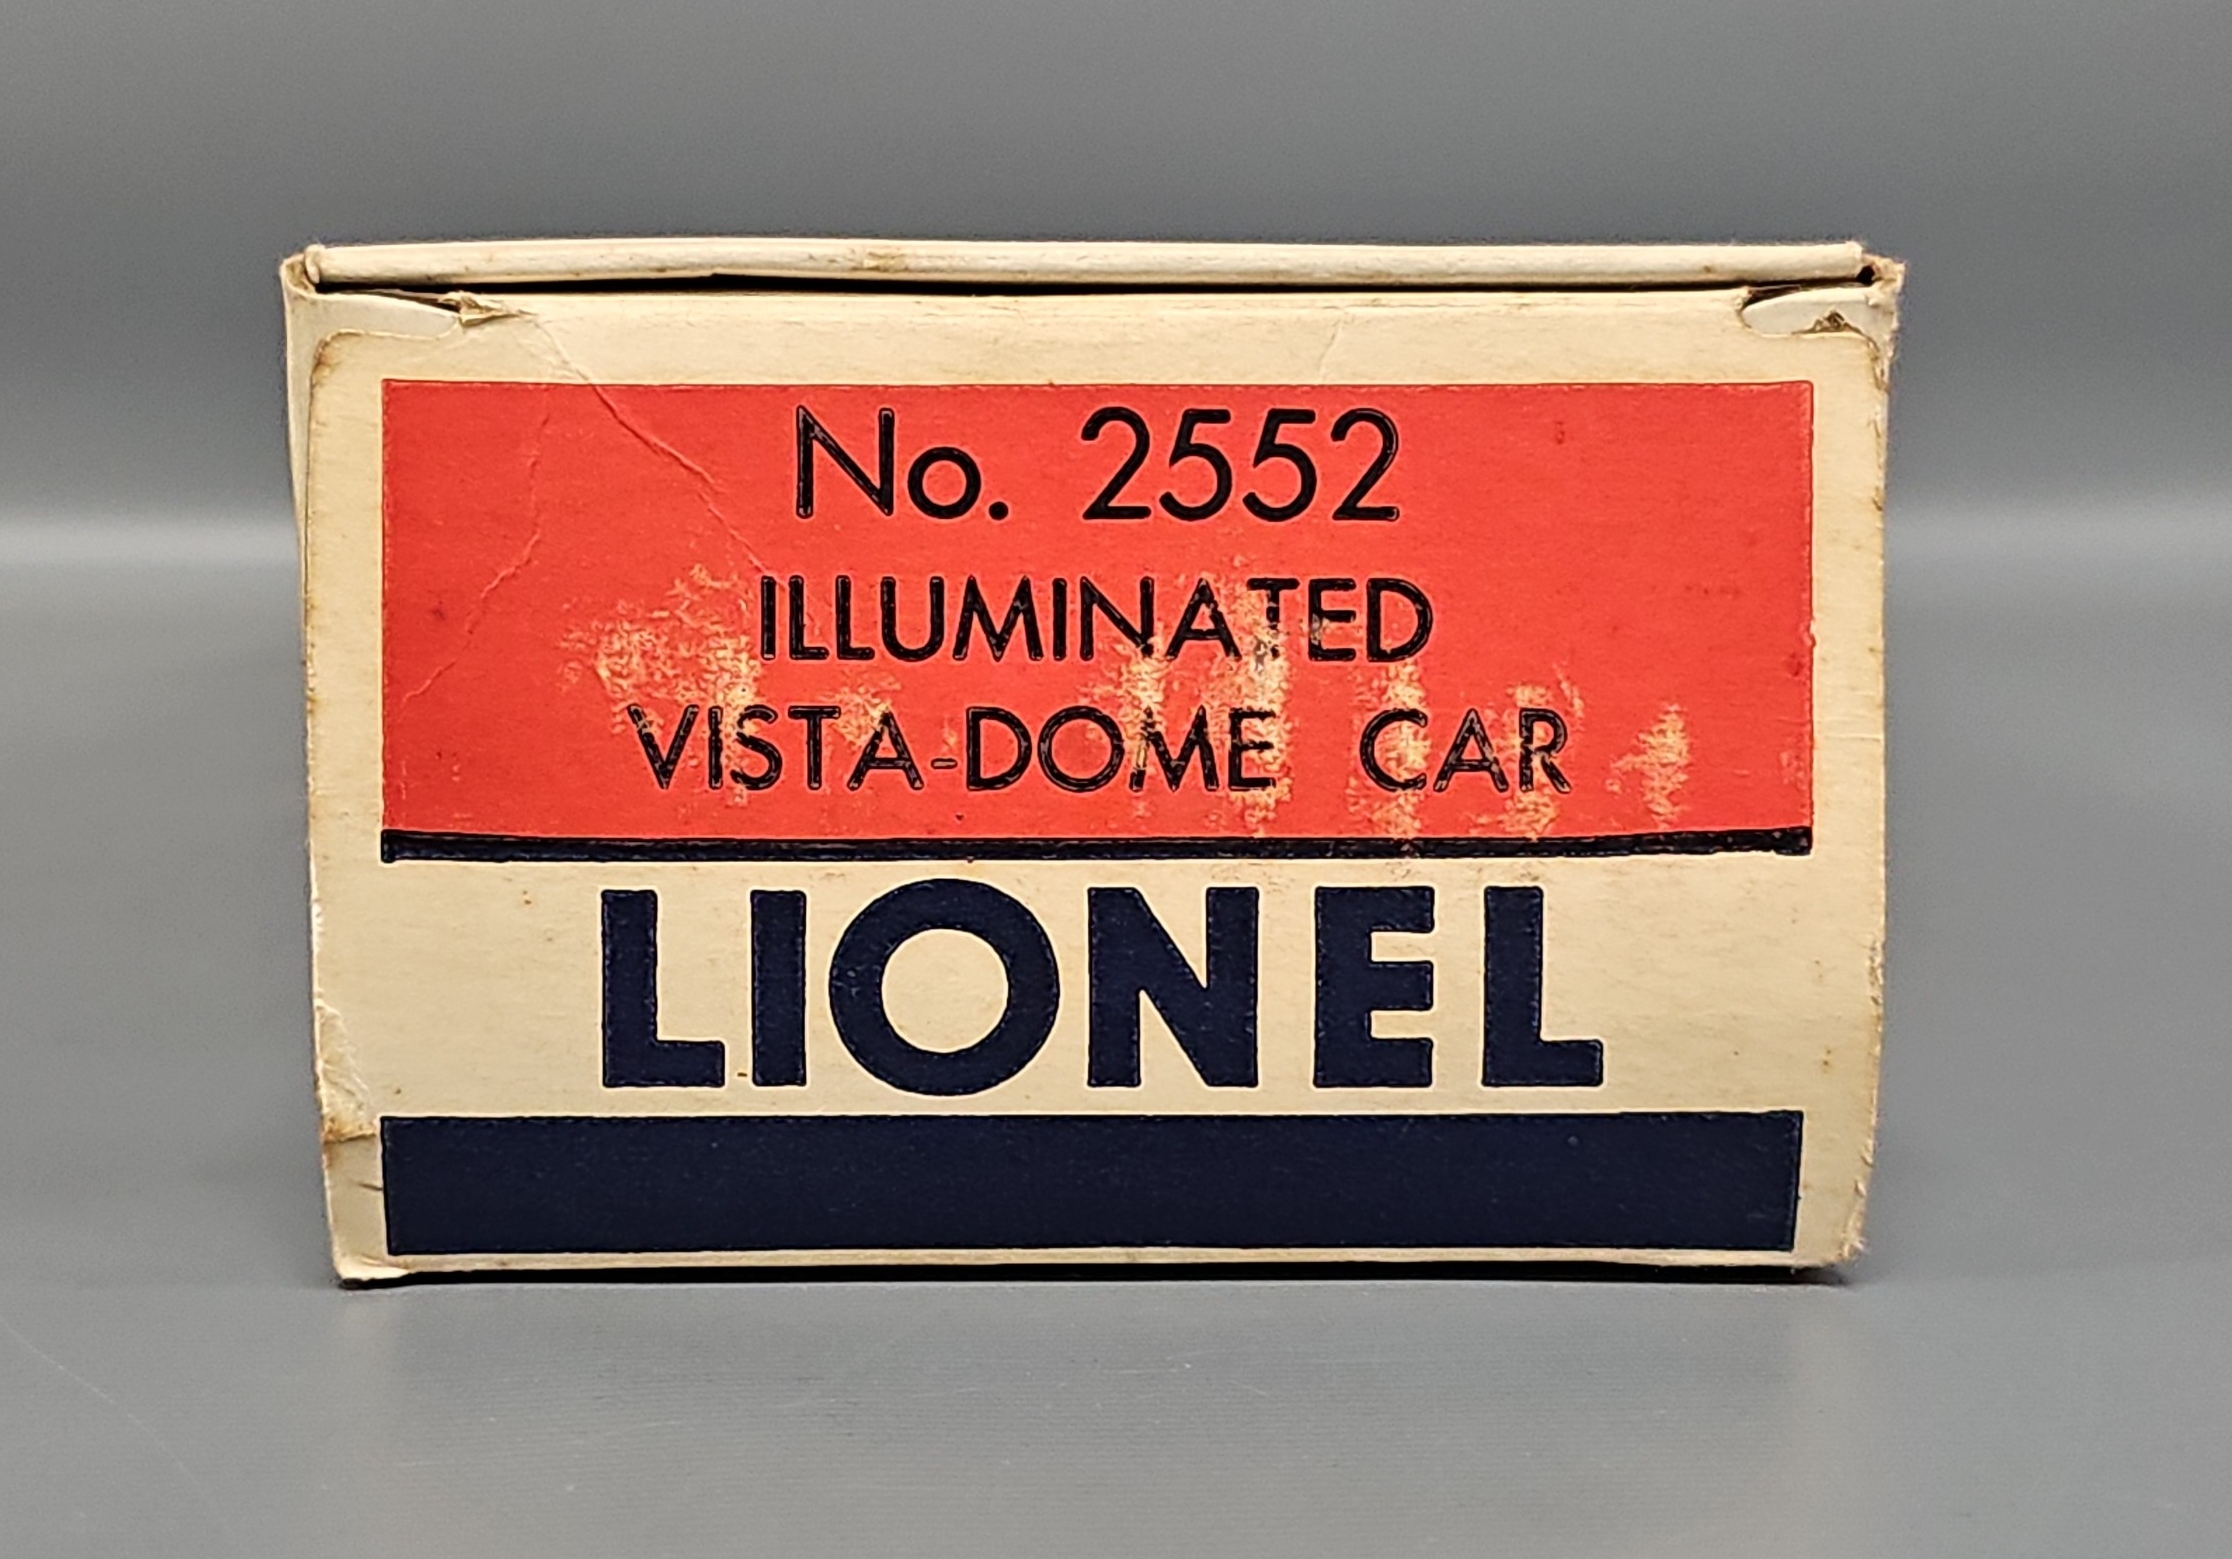 No. 2552
ILLUMINATED
VISTA-DOME CAR
LIONEL